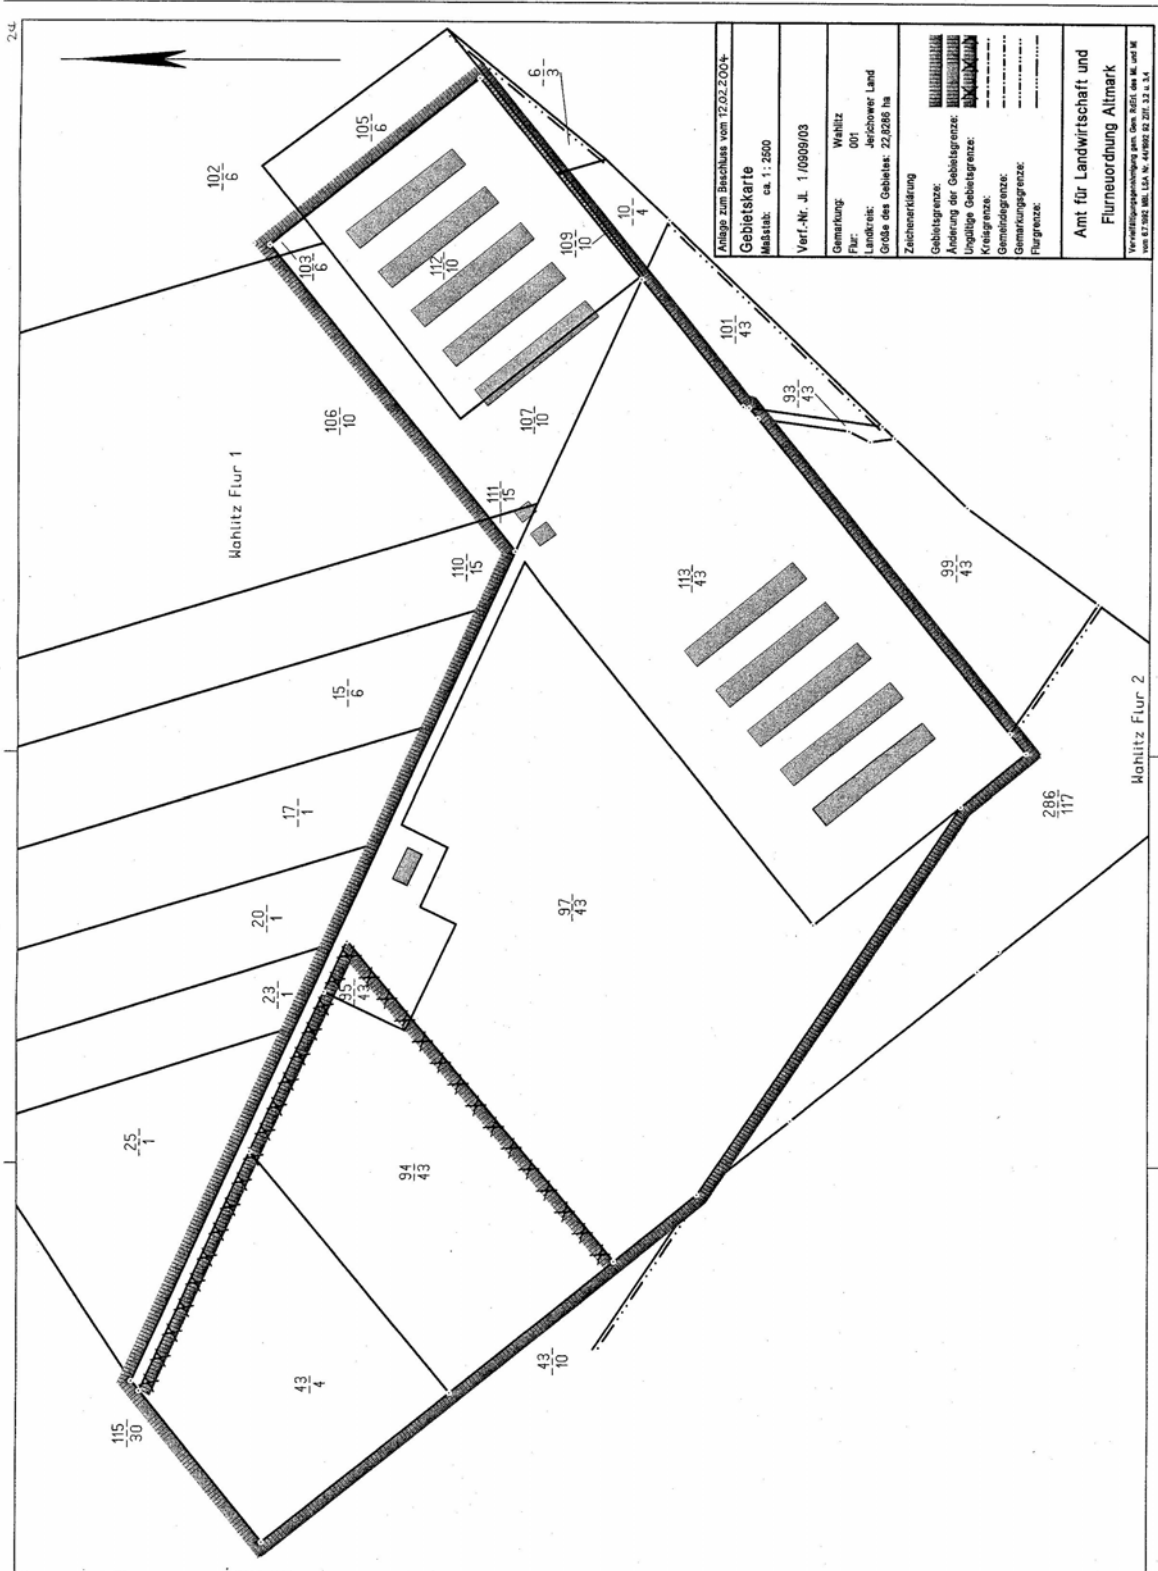 2a
Anlage zum Beschluss vom 12.02.2004
Gebietskarte
Maßstab: ca. 1 : 2500
Verf.-Nr. JL 1/0909/03
Gemarkung: Wahlitz
Flur: 001
Landkreis: Jerichower Land
Größe des Gebietes: 22,8286 ha
Zeichenerklärung
Gebietsgrenze:
Änderung der Gebietsgrenze:
Ungültige Gebietsgrenze:
Kreisgrenze:
Gemeindegrenze:
Gemarkungsgrenze:
Flurgrenze:
Amt für Landwirtschaft und
Flurneuordnung Altmark
Wahlitz Flur 1
Wahlitz Flur 2
102
6
105
6
6
3
103
6
112
10
109
10
10
4
106
10
107
10
101
43
93
43
111
15
110
15
113
43
99
43
15
6
17
1
20
1
23
1
25
1
95
43
97
43
94
43
43
4
43
10
115
30
286
117